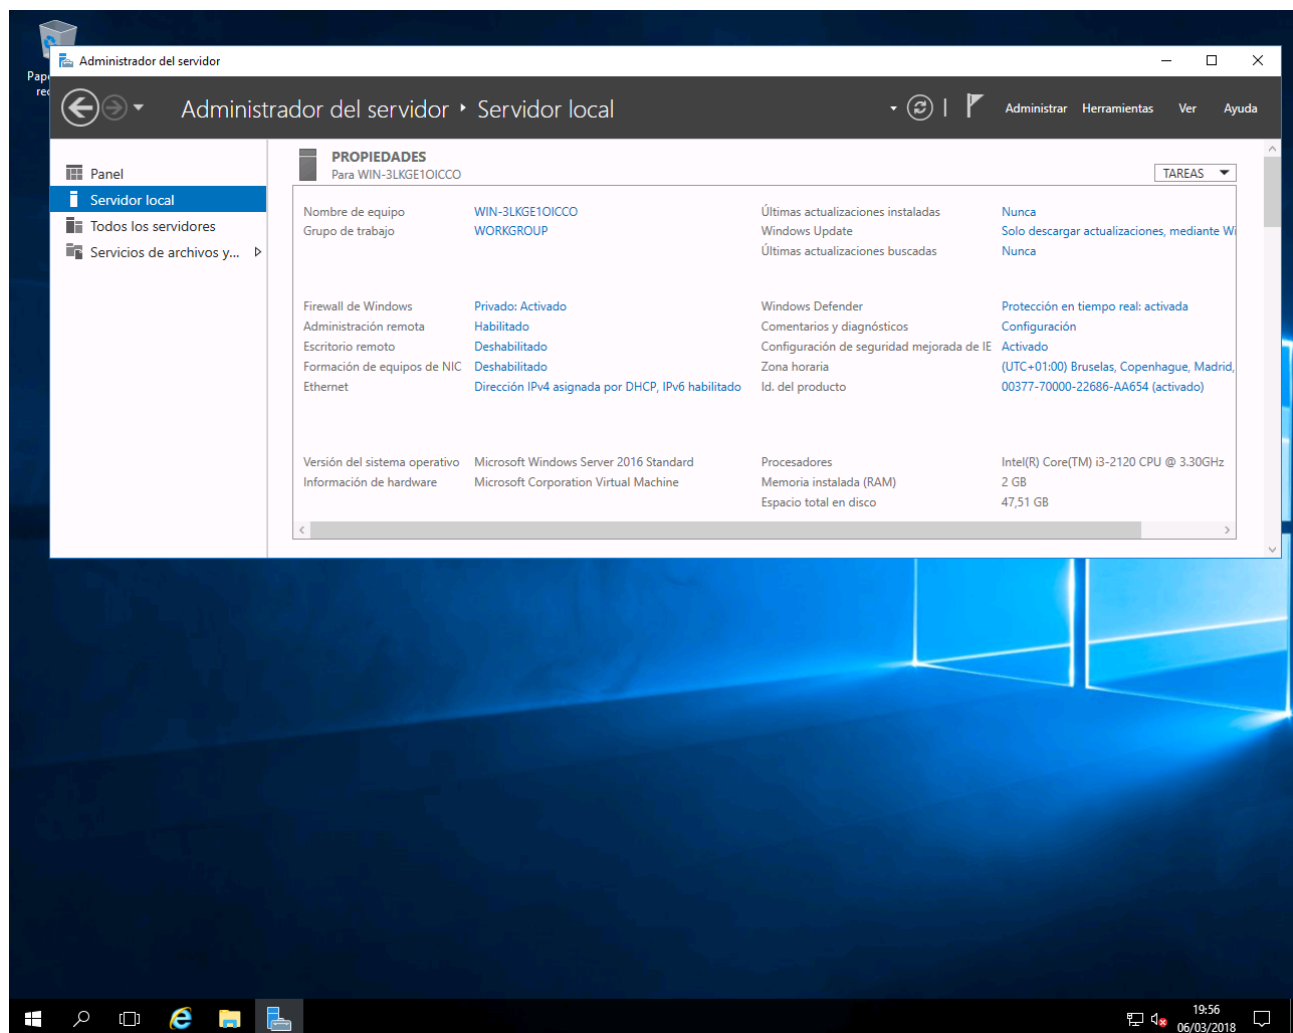 Pap
rec
Administrador del servidor
Administrador del servidor ‣ Servidor local
Administrar Herramientas Ver Ayuda
Panel
Servidor local
Todos los servidores
Servicios de archivos y...
PROPIEDADES
Para WIN-3LKGE1OICCO
TAREAS
Nombre de equipo WIN-3LKGE1OICCO Últimas actualizaciones instaladas Nunca
Grupo de trabajo WORKGROUP Windows Update Solo descargar actualizaciones, mediante Wi
Últimas actualizaciones buscadas Nunca
Firewall de Windows Privado: Activado Windows Defender Protección en tiempo real: activada
Administración remota Habilitado Comentarios y diagnósticos Configuración
Escritorio remoto Deshabilitado Configuración de seguridad mejorada de IE Activado
Formación de equipos de NIC Deshabilitado Zona horaria (UTC+01:00) Bruselas, Copenhague, Madrid,
Ethernet Dirección IPv4 asignada por DHCP, IPv6 habilitado Id. del producto 00377-70000-22686-AA654 (activado)
Versión del sistema operativo Microsoft Windows Server 2016 Standard Procesadores Intel(R) Core(TM) i3-2120 CPU @ 3.30GHz
Información de hardware Microsoft Corporation Virtual Machine Memoria instalada (RAM) 2 GB
Espacio total en disco 47,51 GB
19:56
06/03/2018